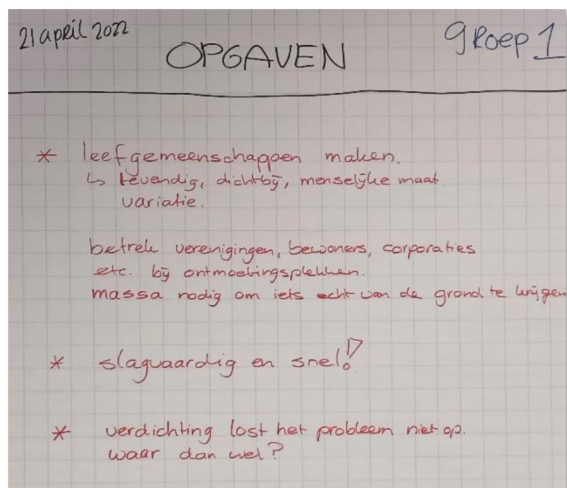 21 april 2022
OPGAVEN
groep 1
* leefgemeenschappen maken.
↳ levendig, dichtbij, menselijke maat
variatie.
betrek verenigingen, bewoners, corporaties
etc. bij ontmoetingsplekken.
massa nodig om iets echt van de grond te krijgen
* slagvaardig en snel!
* verdichting lost het probleem niet op.
waar dan wel?